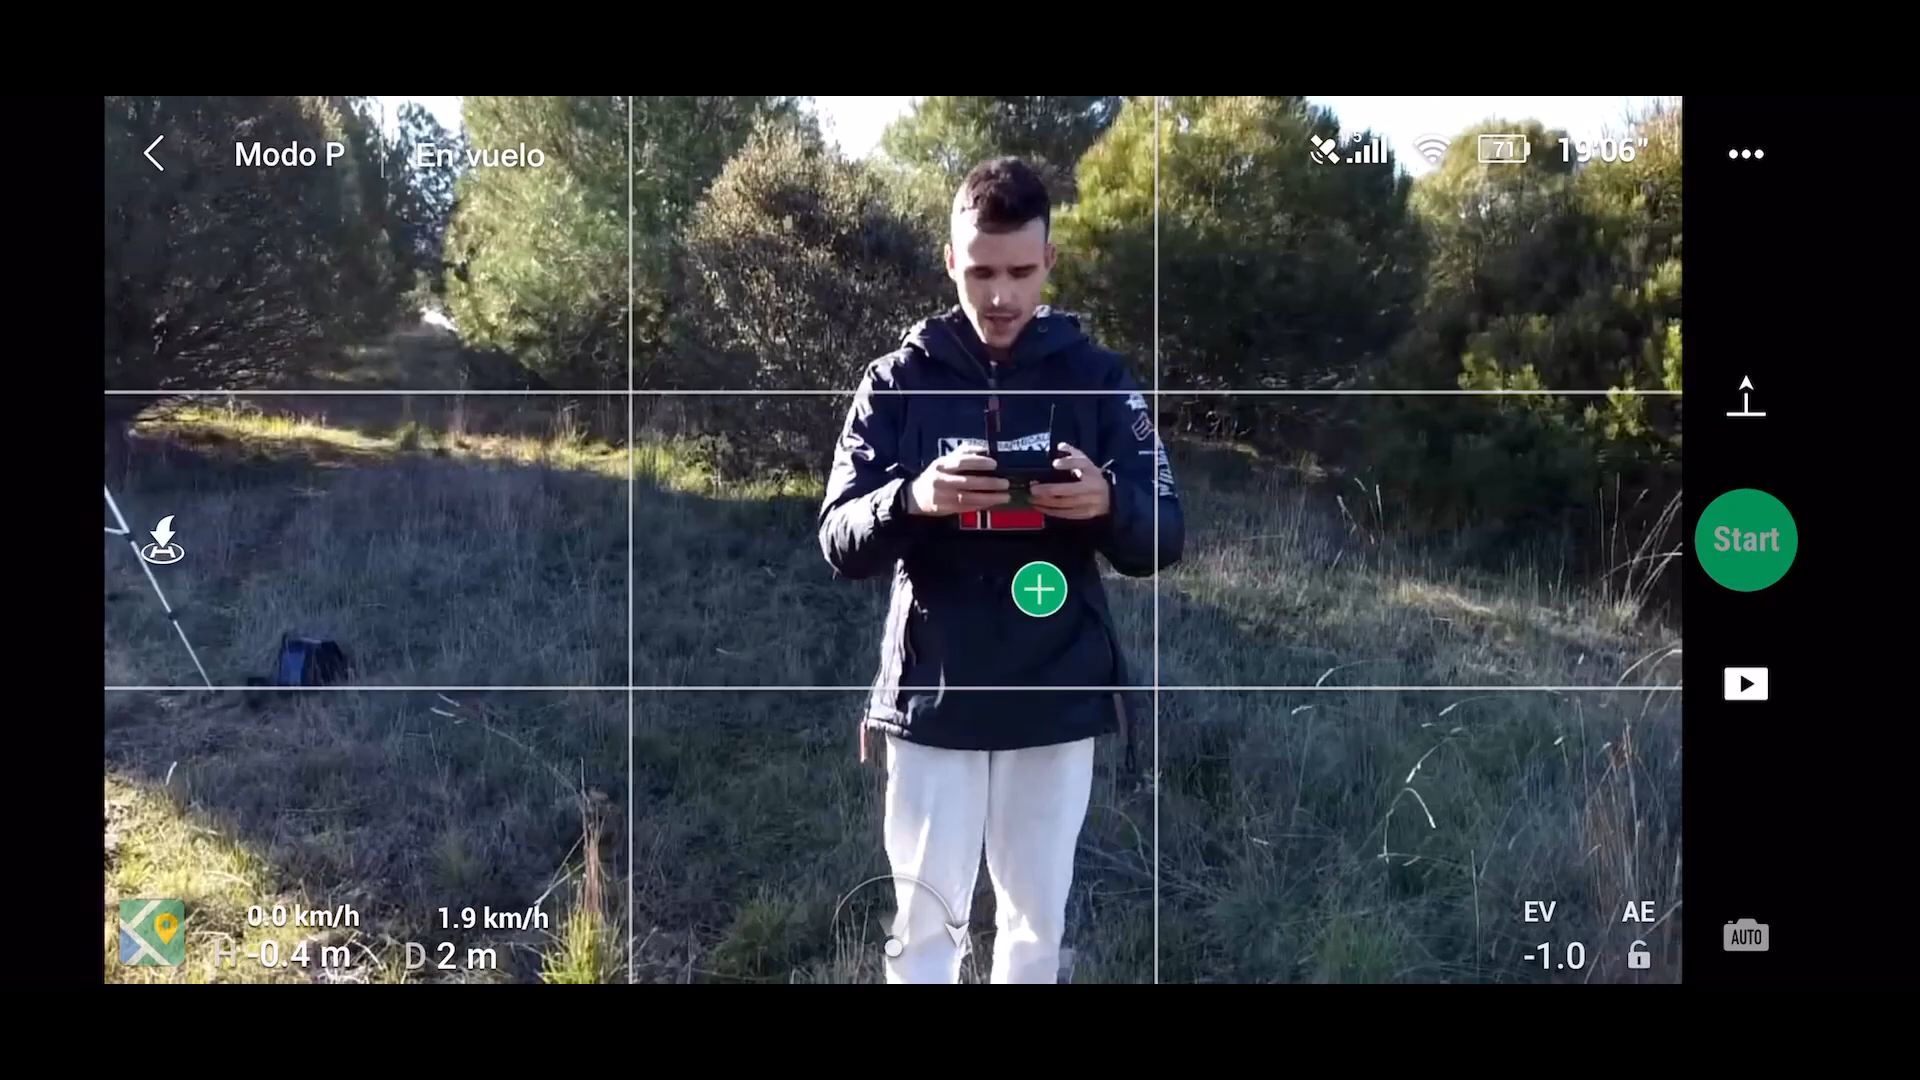 Modo P
En vuelo
5
71
19'06”
Start
0.0 km/h
1.9 km/h
H -0.4 m
D 2 m
EV
AE
-1.0
AUTO